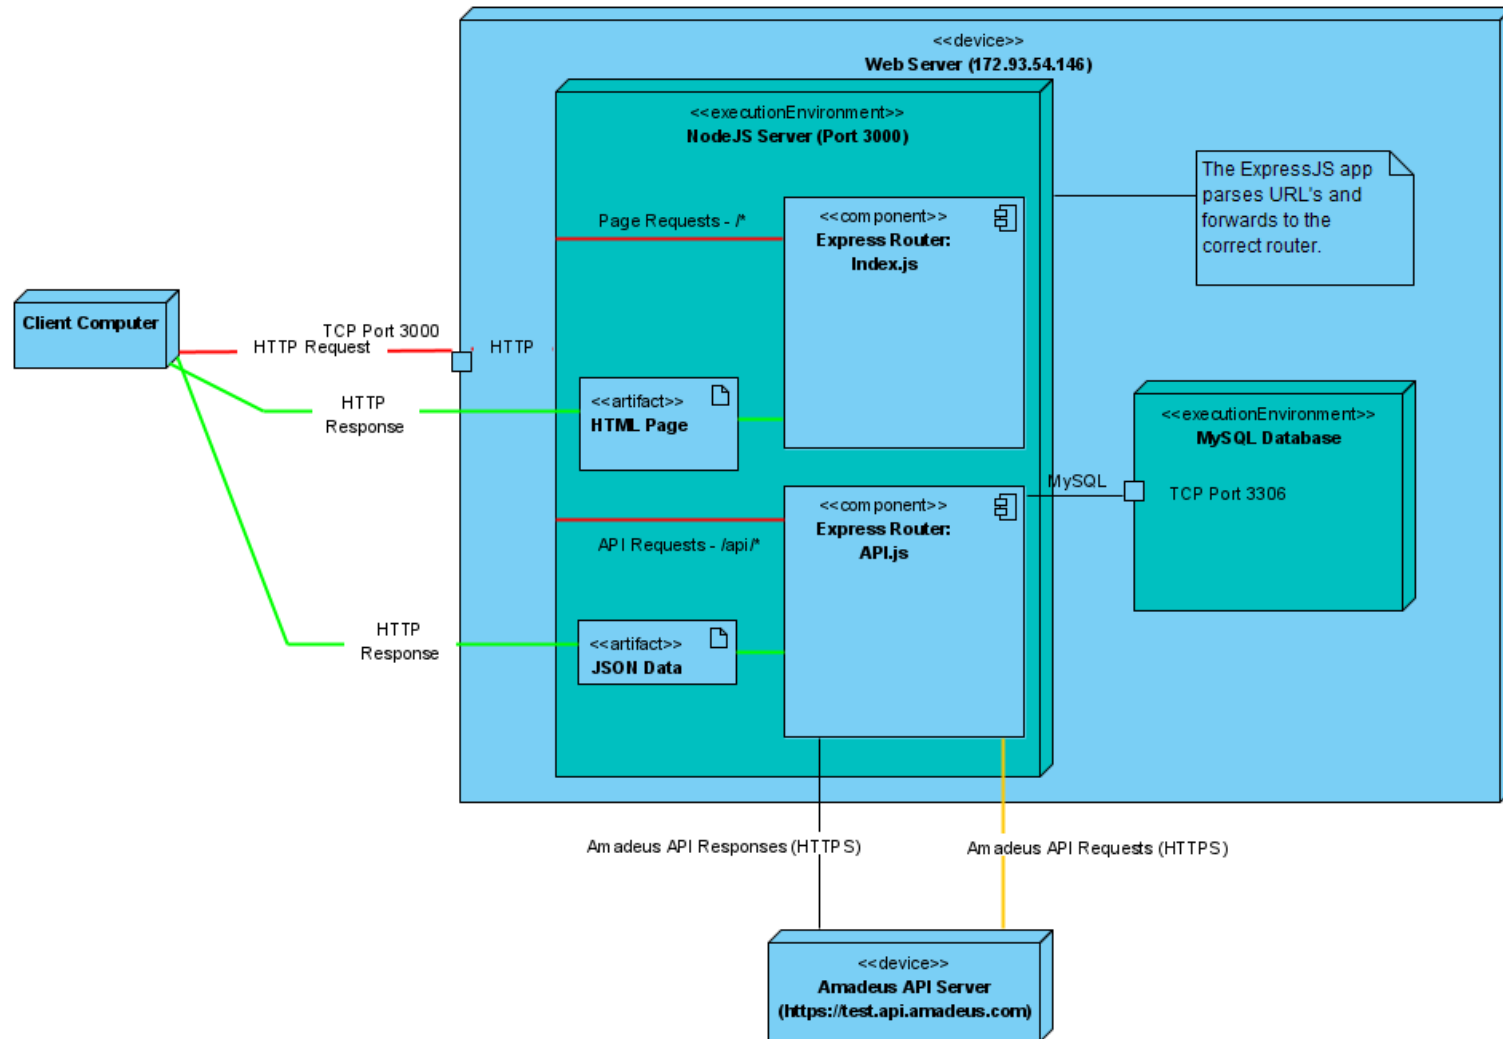 <<device>>
Web Server (172.93.54.146)
<<executionEnvironment>>
NodeJS Server (Port 3000)
The ExpressJS app
parses URL's and
forwards to the
correct router.
Page Requests - /*
<<component>>
Express Router:
Index.js
Client Computer
TCP Port 3000
HTTP Request
HTTP
HTTP
Response
<<artifact>>
HTML Page
<<executionEnvironment>>
MySQL Database
MySQL
TCP Port 3306
<<component>>
Express Router:
API.js
API Requests - /api/*
HTTP
Response
<<artifact>>
JSON Data
Amadeus API Responses (HTTPS)
Amadeus API Requests (HTTPS)
<<device>>
Amadeus API Server
(https://test.api.amadeus.com)